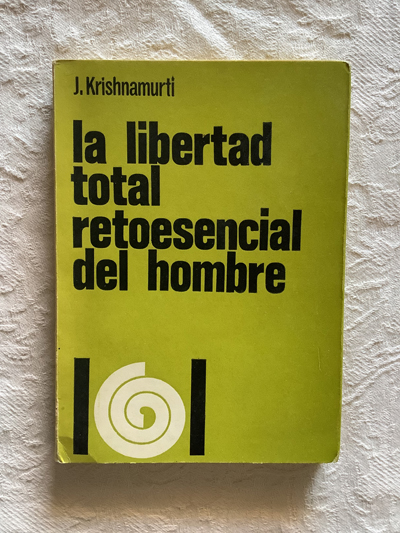 J. Krishnamurti
la libertad
total
retoesencial
del hombre